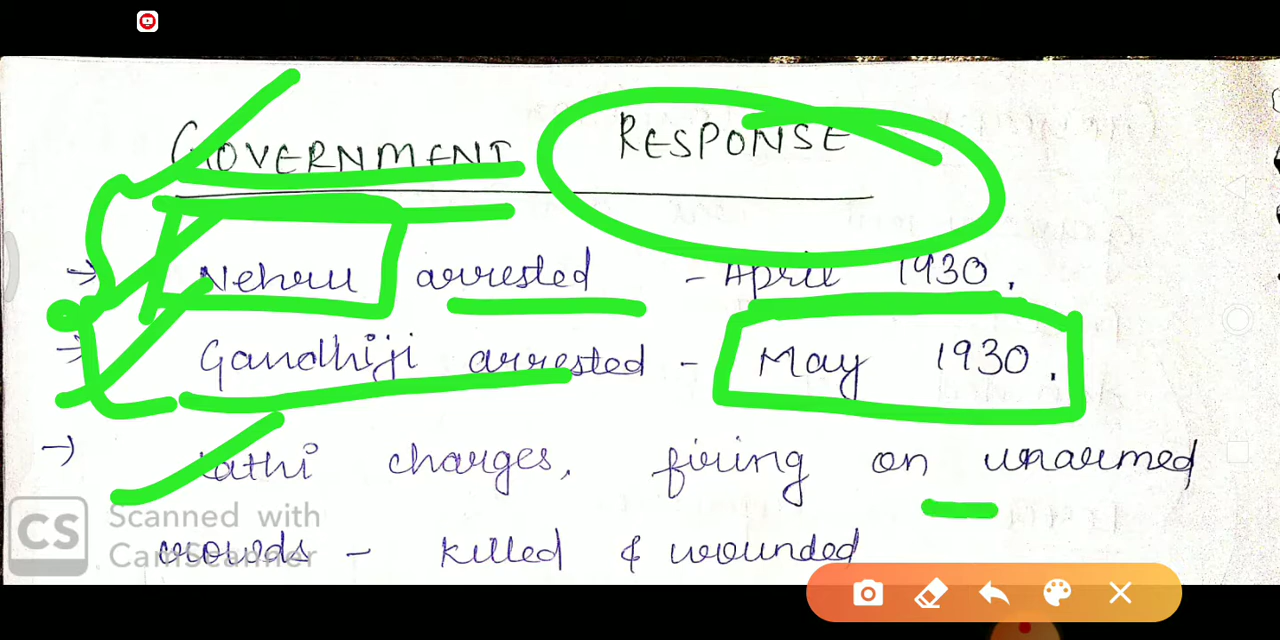 GOVERNMENT RESPONSE
→ Nehru arrested - April 1930.
→ Gandhiji arrested - May 1930.
→ Lathi charges, firing on unarmed
crowds - killed & wounded
CS Scanned with
CamScanner